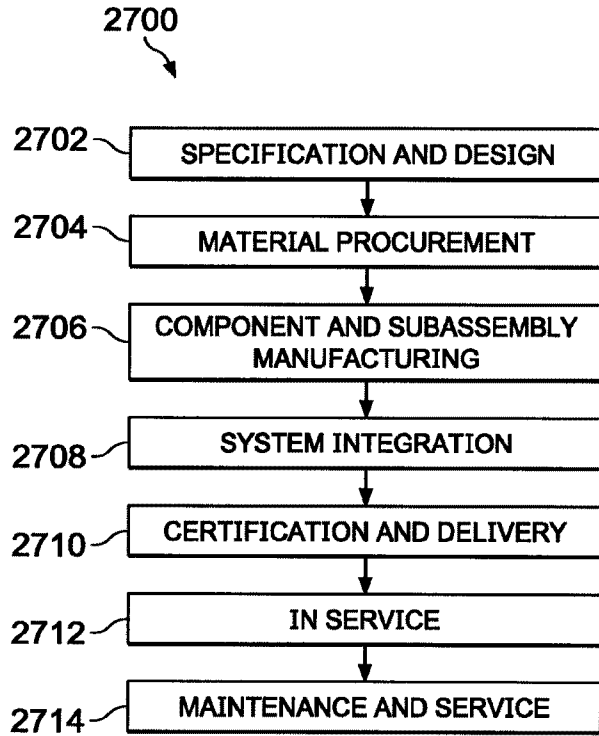 2700
2702
SPECIFICATION AND DESIGN
2704
MATERIAL PROCUREMENT
2706
COMPONENT AND SUBASSEMBLY
MANUFACTURING
2708
SYSTEM INTEGRATION
2710
CERTIFICATION AND DELIVERY
2712
IN SERVICE
2714
MAINTENANCE AND SERVICE